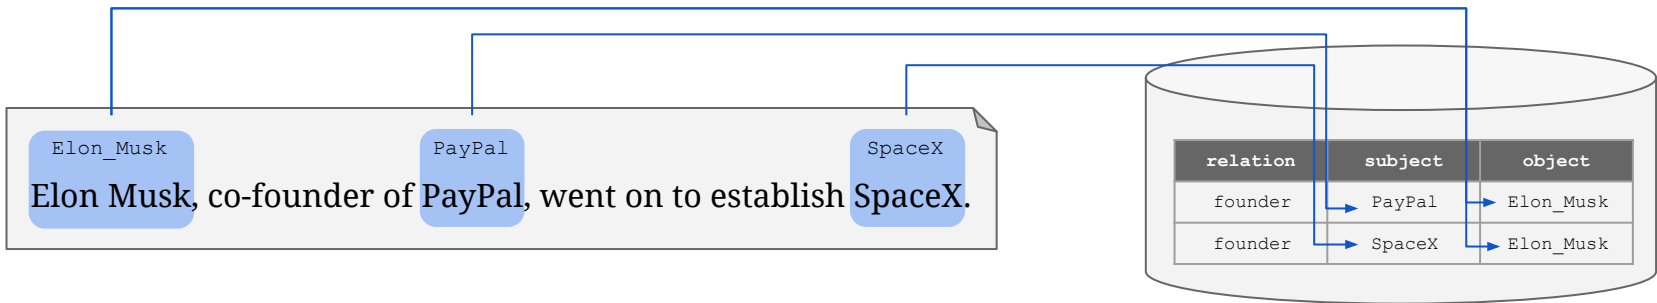 Elon_Musk PayPal SpaceX
Elon Musk, co-founder of PayPal, went on to establish SpaceX.
relation subject object
founder PayPal Elon_Musk
founder SpaceX Elon_Musk